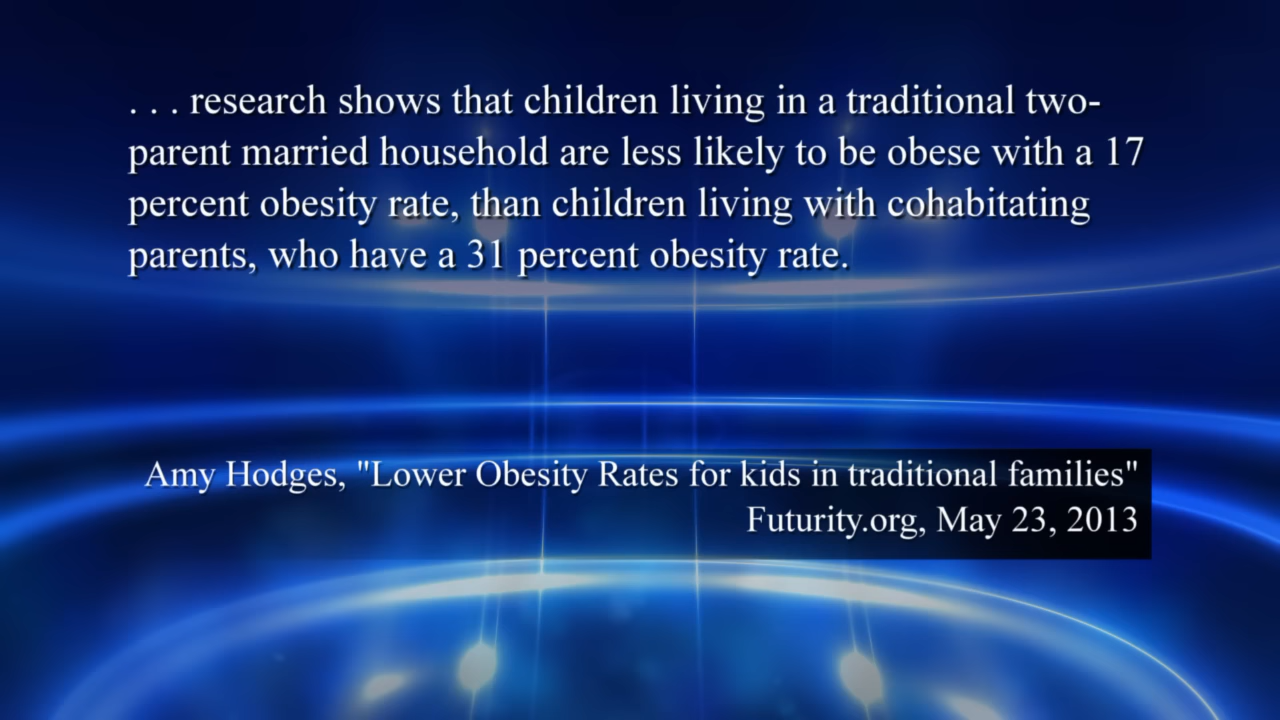 . . . research shows that children living in a traditional two-
parent married household are less likely to be obese with a 17
percent obesity rate, than children living with cohabitating
parents, who have a 31 percent obesity rate.
Amy Hodges, "Lower Obesity Rates for kids in traditional families"
Futurity.org, May 23, 2013